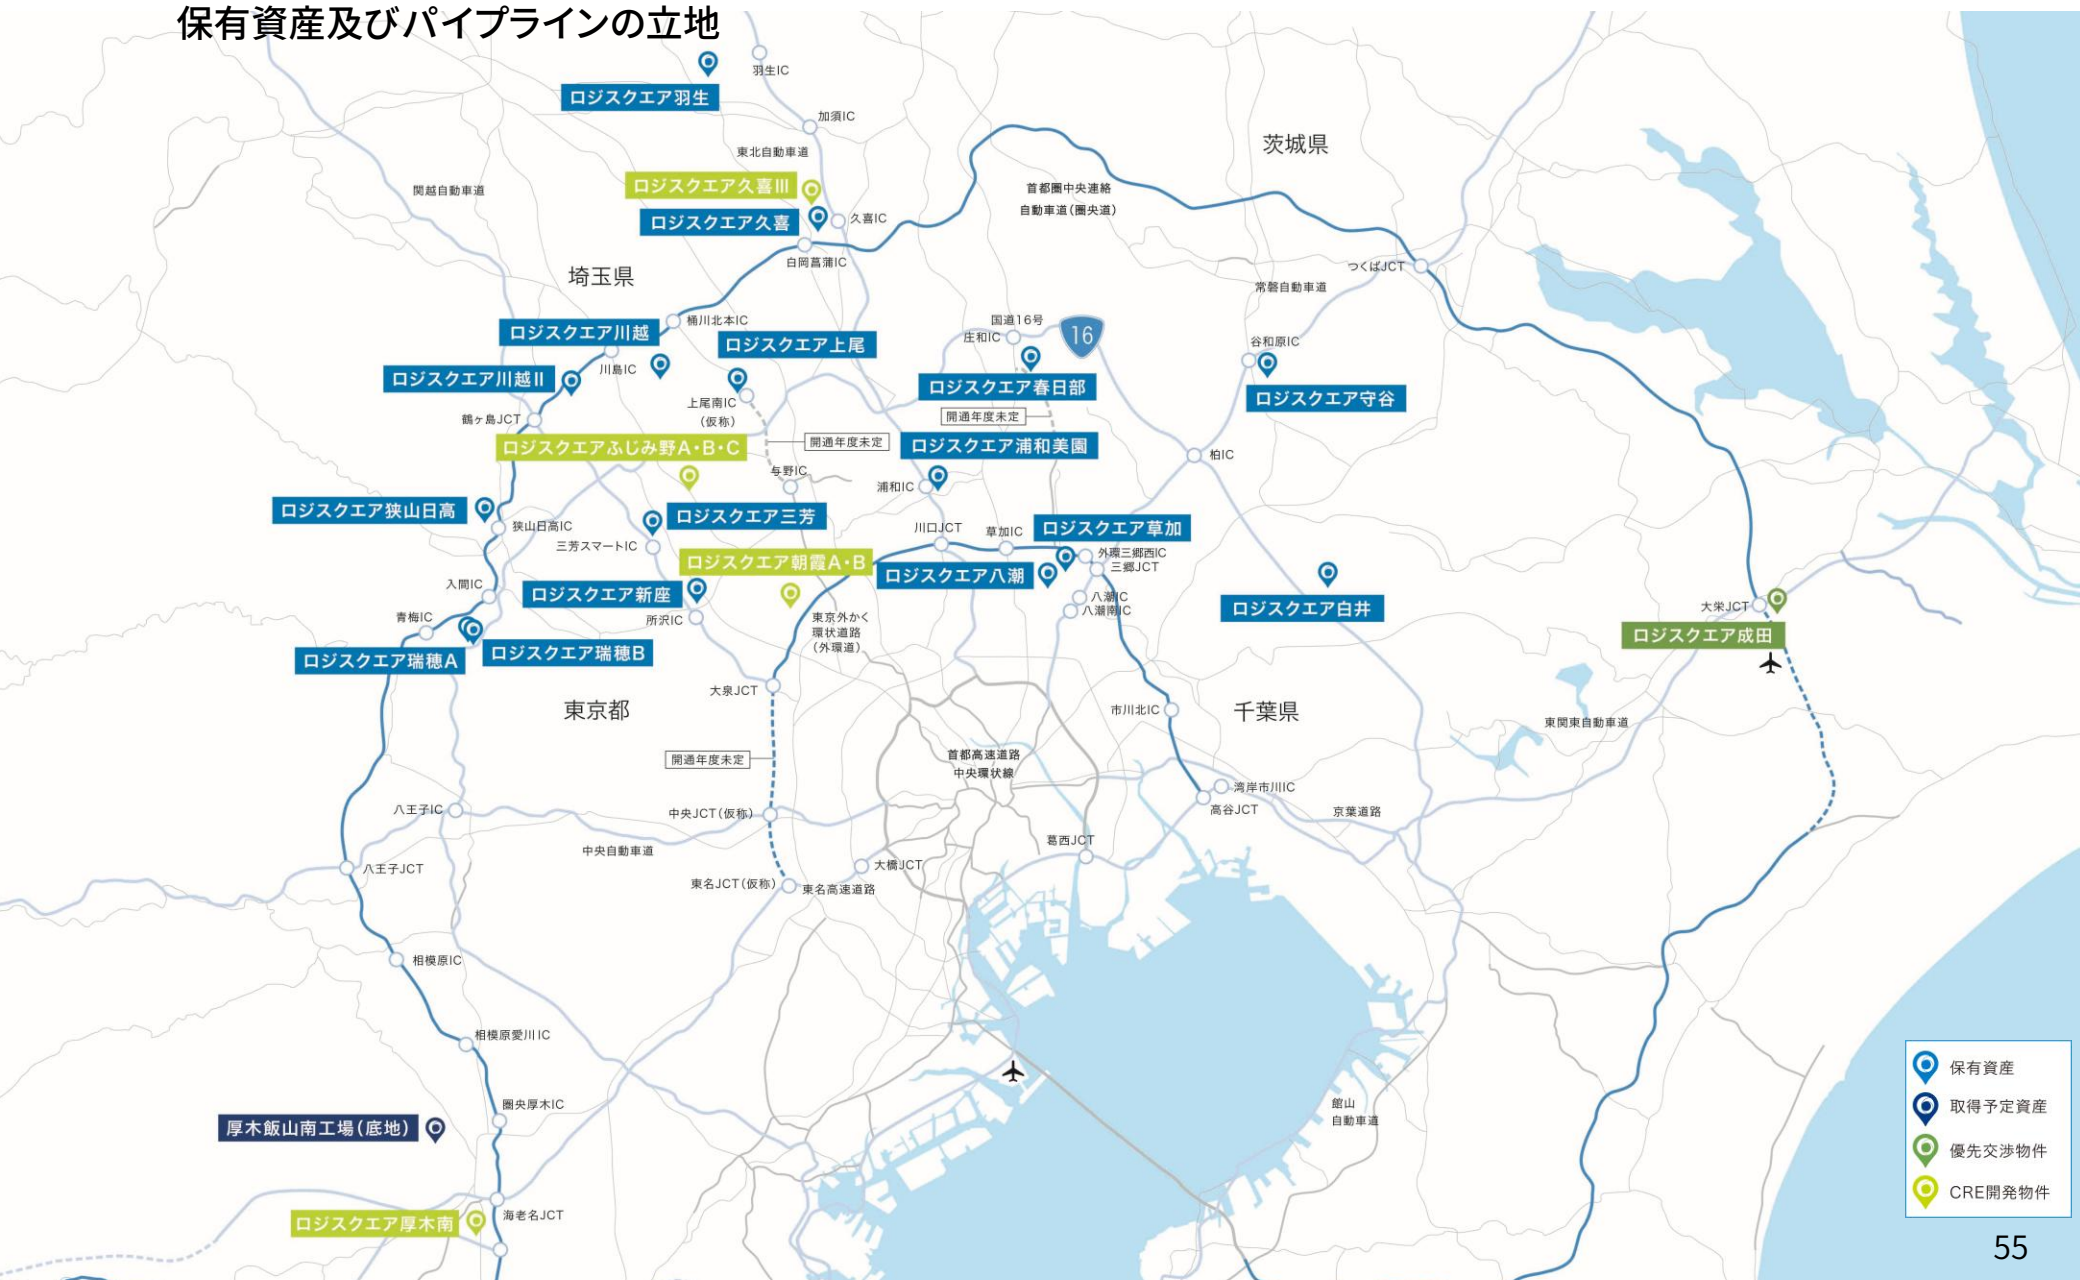 保有資産及びパイプラインの立地
羽生IC
ロジスクエア羽生
加須IC
東北自動車道
茨城県
関越自動車道
ロジスクエア久喜III
首都圏中央連絡
自動車道(圏央道)
ロジスクエア久喜
久喜IC
白岡菖蒲IC
埼玉県
つくばJCT
常磐自動車道
桶川北本IC
国道16号
庄和IC
16
ロジスクエア川越
ロジスクエア上尾
谷和原IC
川島IC
ロジスクエア川越II
ロジスクエア春日部
ロジスクエア守谷
上尾南IC
(仮称)
鶴ヶ島JCT
開通年度未定
開通年度未定
ロジスクエアふじみ野A・B・C
ロジスクエア浦和美園
柏IC
与野IC
浦和IC
ロジスクエア狭山日高
狭山日高IC
ロジスクエア三芳
三芳スマートIC
川口JCT
草加IC
ロジスクエア草加
外環三郷西IC
三郷JCT
ロジスクエア朝霞A・B
ロジスクエア八潮
入間IC
ロジスクエア新座
八潮IC
八潮南IC
ロジスクエア白井
大栄JCT
青梅IC
所沢IC
東京外かく
環状道路
(外環道)
ロジスクエア成田
ロジスクエア瑞穂A
ロジスクエア瑞穂B
大泉JCT
東京都
市川北IC
千葉県
東関東自動車道
開通年度未定
首都高速道路
中央環状線
湾岸市川IC
高谷JCT
京葉道路
八王子IC
中央JCT(仮称)
中央自動車道
葛西JCT
八王子JCT
大橋JCT
東名JCT(仮称)
東名高速道路
相模原IC
相模原愛川IC
圏央厚木IC
厚木飯山南工場(底地)
館山
自動車道
海老名JCT
ロジスクエア厚木南
保有資産
取得予定資産
優先交渉物件
CRE開発物件
55